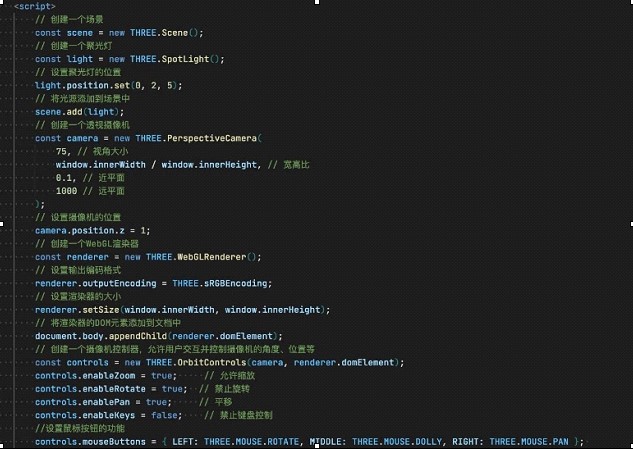 <script>
// 创建一个场景
const scene = new THREE.Scene();
// 创建一个聚光灯
const light = new THREE.SpotLight();
// 设置聚光灯的位置
light.position.set(0, 2, 5);
// 将光源添加到场景中
scene.add(light);
// 创建一个透视摄像机
const camera = new THREE.PerspectiveCamera(
75, // 视角大小
window.innerWidth / window.innerHeight, // 宽高比
0.1, // 近平面
1000 // 远平面
);
// 设置摄像机的位置
camera.position.z = 1;
// 创建一个WebGL渲染器
const renderer = new THREE.WebGLRenderer();
// 设置输出编码格式
renderer.outputEncoding = THREE.sRGBEncoding;
// 设置渲染器的大小
renderer.setSize(window.innerWidth, window.innerHeight);
// 将渲染器的DOM元素添加到文档中
document.body.appendChild(renderer.domElement);
// 创建一个摄像机控制器，允许用户交互并控制摄像机的角度、位置等
const controls = new THREE.OrbitControls(camera, renderer.domElement);
controls.enableZoom = true; // 允许缩放
controls.enableRotate = true; // 禁止旋转
controls.enablePan = true; // 平移
controls.enableKeys = false; // 禁止键盘控制
//设置鼠标按钮的功能
controls.mouseButtons = { LEFT: THREE.MOUSE.ROTATE, MIDDLE: THREE.MOUSE.DOLLY, RIGHT: THREE.MOUSE.PAN };